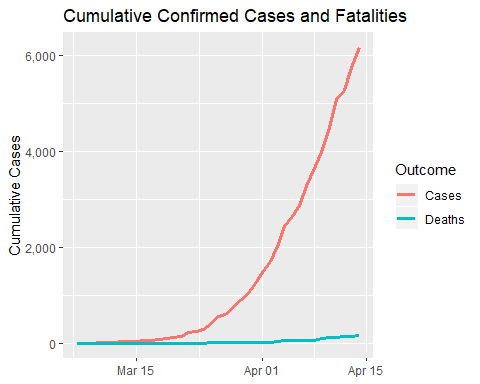 Cumulative Confirmed Cases and Fatalities
6,000
4,000
2,000
0
Cumulative Cases
Mar 15
Apr 01
Apr 15
Outcome
Cases
Deaths